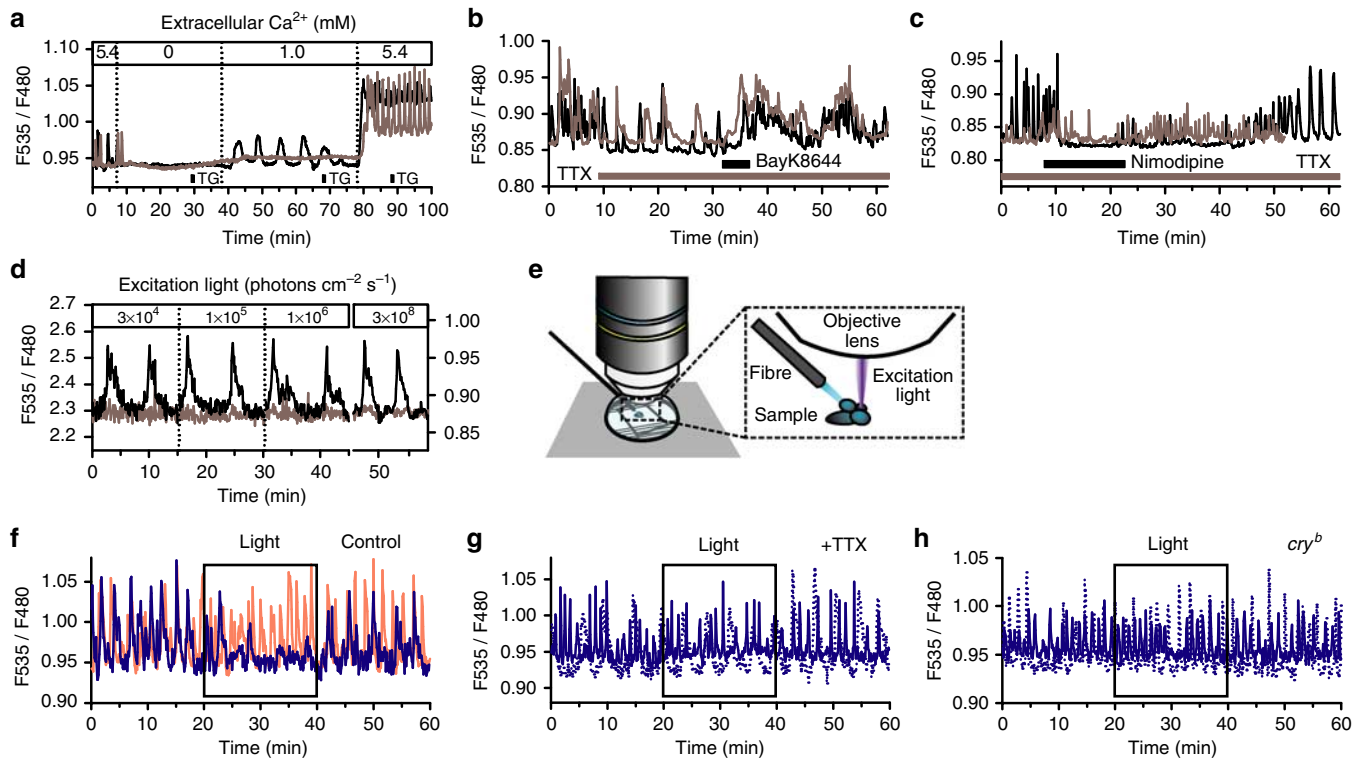 a
Extracellular Ca²⁺ (mM)
5.4 0 1.0 5.4
1.10
1.05
1.00
0.95
F535 / F480
TG TG TG
0 10 20 30 40 50 60 70 80 90 100
Time (min)
b
1.00
0.95
0.90
0.85
0.80
F535 / F480
BayK8644
TTX
0 10 20 30 40 50 60
Time (min)
c
0.95
0.90
0.85
0.80
F535 / F480
Nimodipine TTX
0 10 20 30 40 50 60
Time (min)
d
Excitation light (photons cm⁻² s⁻¹)
3×10⁴ 1×10⁵ 1×10⁶ 3×10⁸
2.7
2.6
2.5
2.4
2.3
2.2
F535 / F480
1.00
0.95
0.90
0.85
0 10 20 30 40 50
Time (min)
e
Objective
lens
Fibre
Excitation
light
Sample
f
Light Control
1.05
1.00
0.95
0.90
F535 / F480
0 10 20 30 40 50 60
Time (min)
g
Light +TTX
1.05
1.00
0.95
0.90
F535 / F480
0 10 20 30 40 50 60
Time (min)
h
Light cryᵇ
1.05
1.00
0.95
0.90
F535 / F480
0 10 20 30 40 50 60
Time (min)